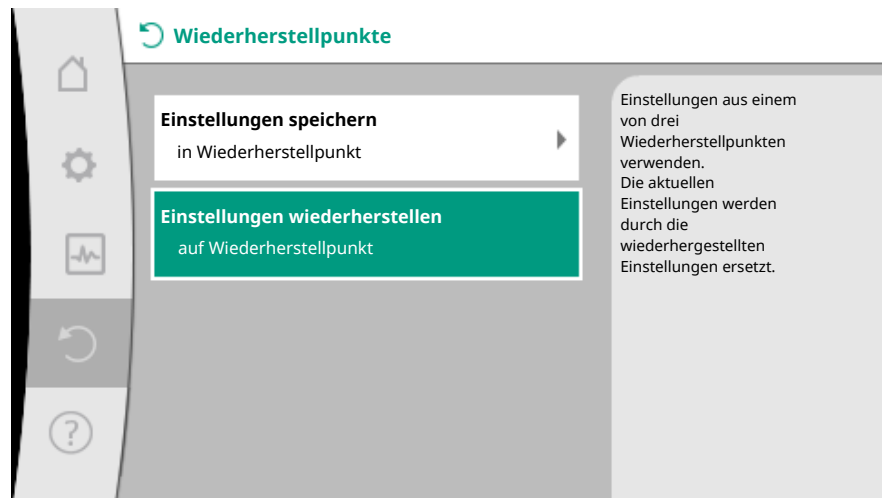 Wiederherstellpunkte
Einstellungen speichern
in Wiederherstellpunkt
Einstellungen wiederherstellen
auf Wiederherstellpunkt
Einstellungen aus einem
von drei
Wiederherstellpunkten
verwenden.
Die aktuellen
Einstellungen werden
durch die
wiederhergestellten
Einstellungen ersetzt.
?